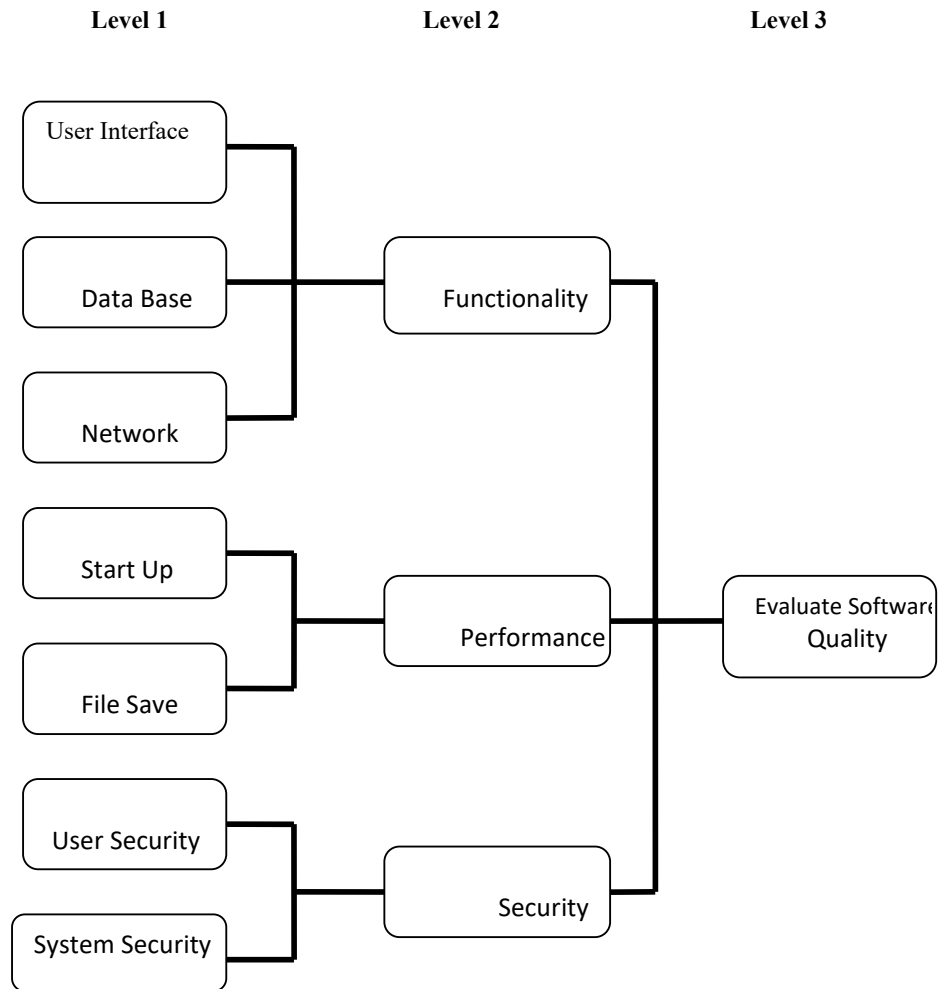 Level 1
Level 2
Level 3
User Interface
Data Base
Functionality
Network
Start Up
Performance
Evaluate Software
Quality
File Save
User Security
Security
System Security